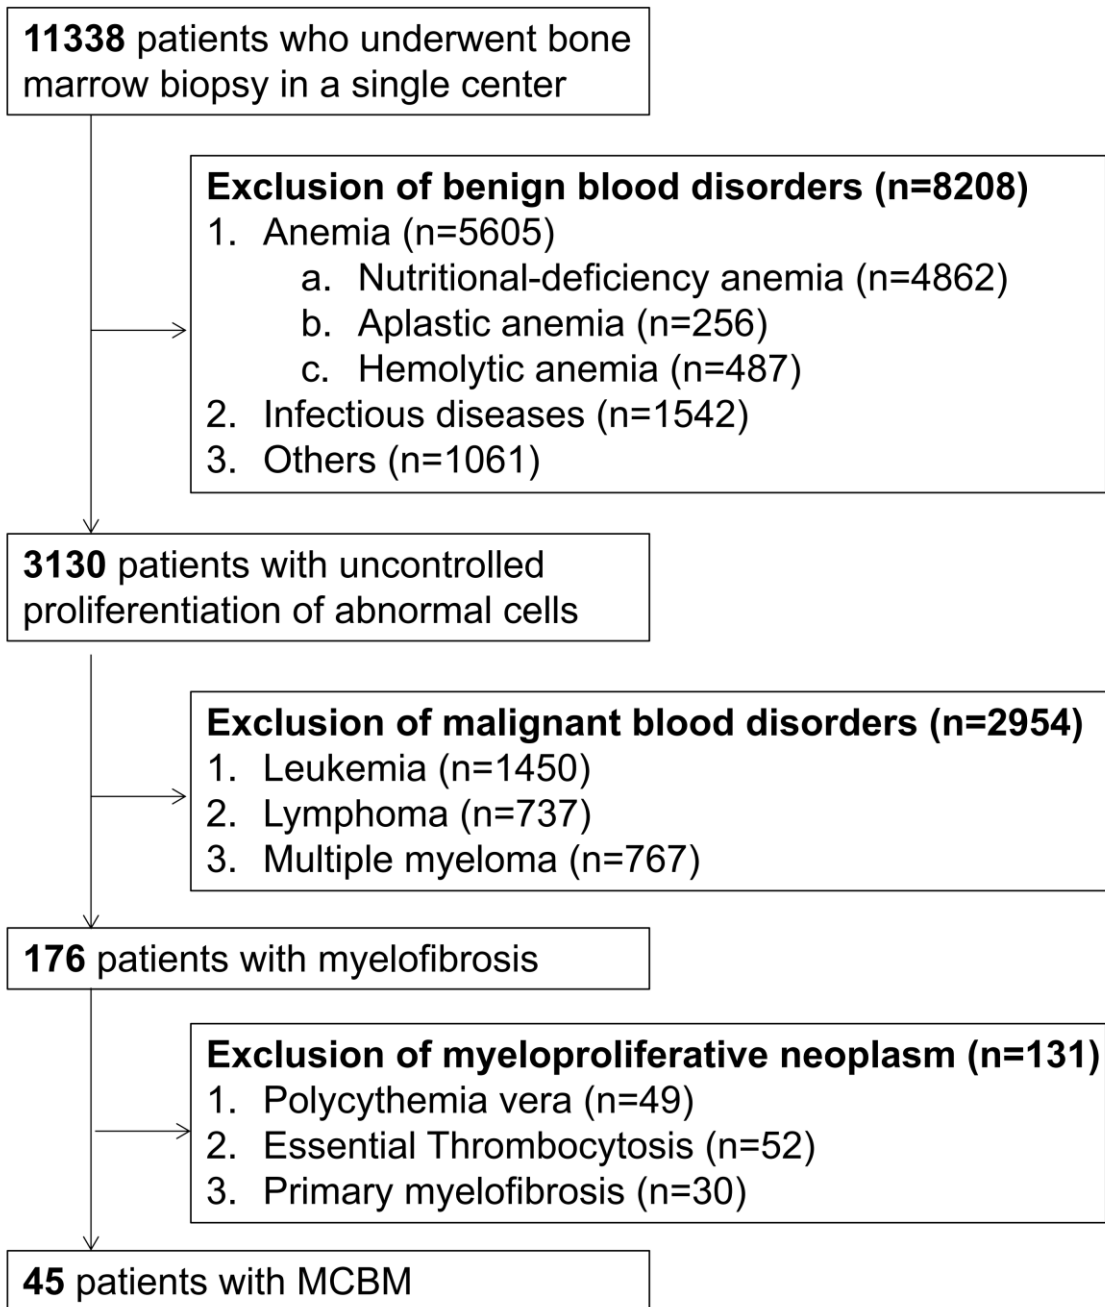 11338 patients who underwent bone
marrow biopsy in a single center
Exclusion of benign blood disorders (n=8208)
1. Anemia (n=5605)
a. Nutritional-deficiency anemia (n=4862)
b. Aplastic anemia (n=256)
c. Hemolytic anemia (n=487)
2. Infectious diseases (n=1542)
3. Others (n=1061)
3130 patients with uncontrolled
proliferentiation of abnormal cells
Exclusion of malignant blood disorders (n=2954)
1. Leukemia (n=1450)
2. Lymphoma (n=737)
3. Multiple myeloma (n=767)
176 patients with myelofibrosis
Exclusion of myeloproliferative neoplasm (n=131)
1. Polycythemia vera (n=49)
2. Essential Thrombocytosis (n=52)
3. Primary myelofibrosis (n=30)
45 patients with MCBM